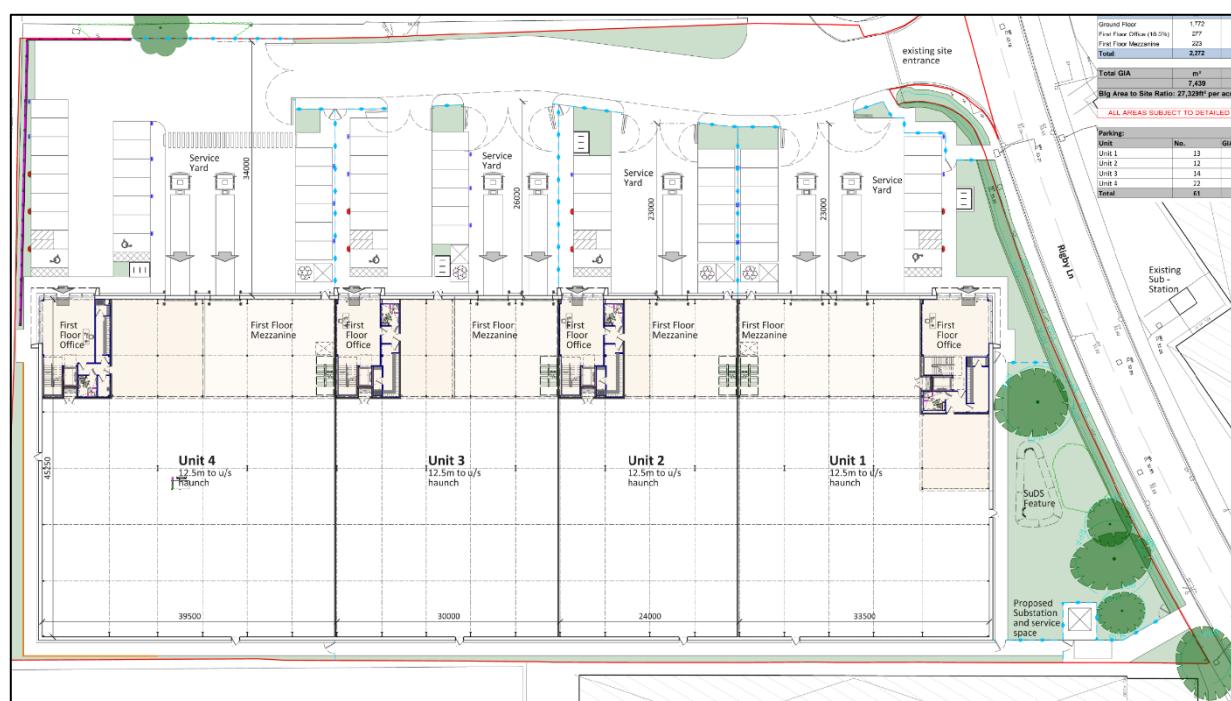 Ground Floor 1,772
First Floor Office (16.5%) 277
First Floor Mezzanine 223
Total 2,272
Total GIA m²
7,439
Blg Area to Site Ratio: 27,329ft² per acr
ALL AREAS SUBJECT TO DETAILED
Parking:
Unit No. GIA
Unit 1 13
Unit 2 12
Unit 3 14
Unit 4 22
Total 61
existing site
entrance
Service
Yard
34000
Service
Yard
26000
Service
Yard
23000
23000
Service
Yard
Rigby Ln
Existing
Sub -
Station
First
Floor
Office
First Floor
Mezzanine
First
Floor
Office
First Floor
Mezzanine
First
Floor
Office
First Floor
Mezzanine
First Floor
Mezzanine
First
Floor
Office
45250
Unit 4
12.5m to u/s
haunch
Unit 3
12.5m to u/s
haunch
Unit 2
12.5m to u/s
haunch
Unit 1
12.5m to u/s
haunch
SuDS
Feature
39500
30000
24000
33500
Proposed
Substation
and service
space